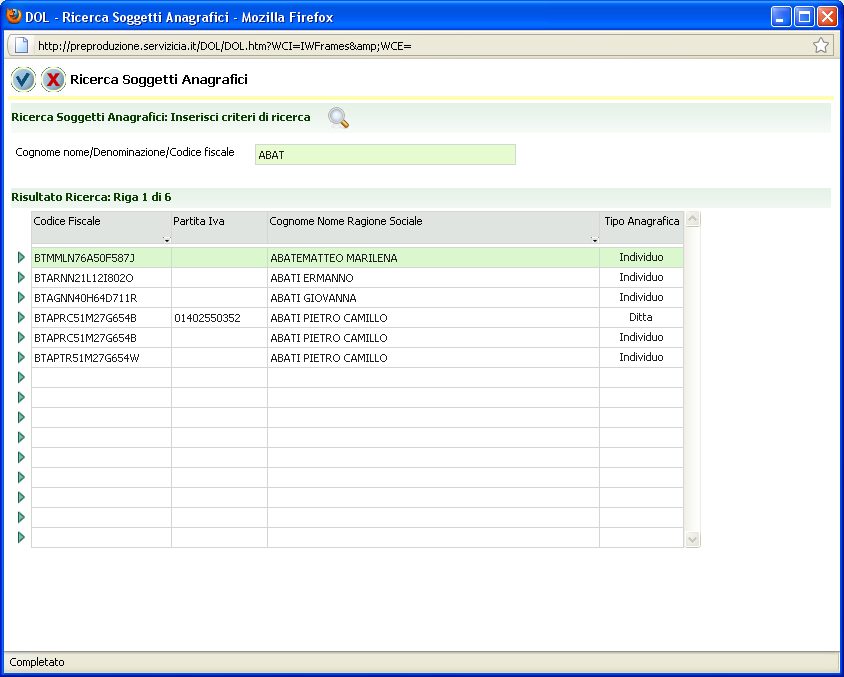 DOL - Ricerca Soggetti Anagrafici - Mozilla Firefox
http://preproduzione.servizicia.it/DOL/DOL.htm?WCI=IWFrames&amp;WCE=
Ricerca Soggetti Anagrafici
Ricerca Soggetti Anagrafici: Inserisci criteri di ricerca
Cognome nome/Denominazione/Codice fiscale ABAT
Risultato Ricerca: Riga 1 di 6
Codice Fiscale Partita Iva Cognome Nome Ragione Sociale Tipo Anagrafica
BTMMLN76A50F587J ABATEMATTEO MARILENA Individuo
BTARNN21L12I802O ABATI ERMANNO Individuo
BTAGNN40H64D711R ABATI GIOVANNA Individuo
BTAPRC51M27G654B 01402550352 ABATI PIETRO CAMILLO Ditta
BTAPRC51M27G654B ABATI PIETRO CAMILLO Individuo
BTAPTR51M27G654W ABATI PIETRO CAMILLO Individuo
Completato